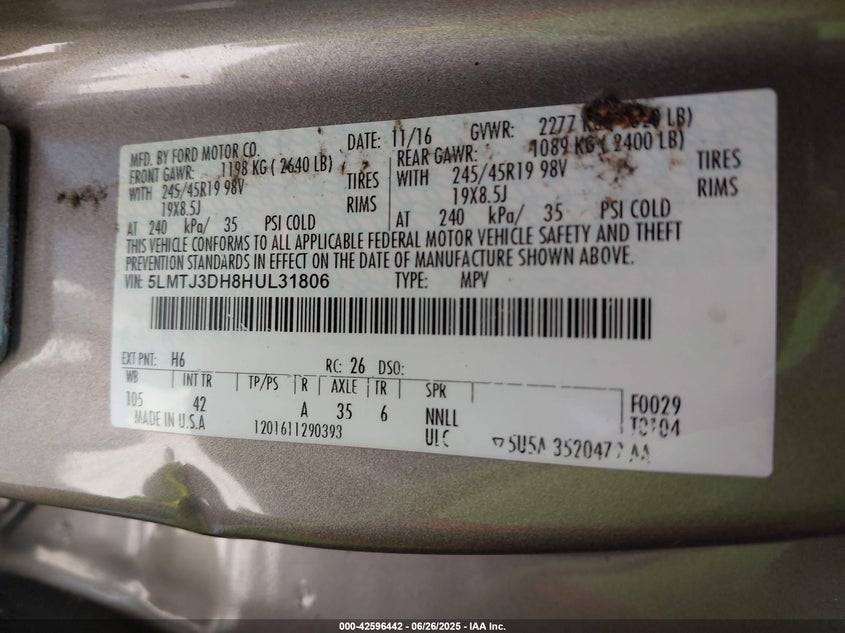 MFD. BY FORD MOTOR CO.
DATE: 11/16 GVWR: 2277 LB)
FRONT GAWR: 1198 KG ( 2640 LB)
REAR GAWR: 1089 KG ( 2400 LB)
WITH 245/45R19 98V TIRES
WITH 245/45R19 98V TIRES
19X8.5J RIMS
19X8.5J RIMS
AT 240 kPa/ 35 PSI COLD
AT 240 kPa/ 35 PSI COLD
THIS VEHICLE CONFORMS TO ALL APPLICABLE FEDERAL MOTOR VEHICLE SAFETY AND THEFT
PREVENTION STANDARDS IN EFFECT ON THE DATE OF MANUFACTURE SHOWN ABOVE.
VIN: 5LMTJ3DH8HUL31806 TYPE: MPV
EXT PNT: H6 RC: 26 DSO:
WB INT TR TP/PS R AXLE TR SPR
105 42 A 35 6 NNLL F0029
MADE IN U.S.A 1201611290393 ULC
5U5A
000-42596442 - 06/26/2025 - IAA Inc.